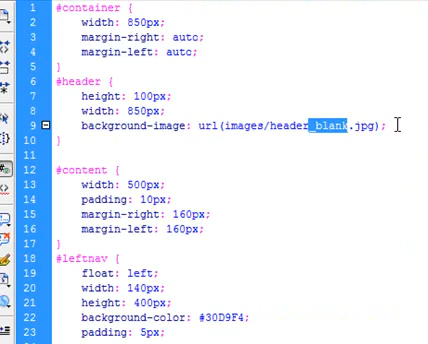 1 #container {
2 width: 850px;
3 margin-right: auto;
4 margin-left: auto;
5 }
6 #header {
7 height: 100px;
8 width: 850px;
9 background-image: url(images/header_blank.jpg);
10 }
11
12 #content {
13 width: 500px;
14 padding: 10px;
15 margin-right: 160px;
16 margin-left: 160px;
17 }
18 #leftnav {
19 float: left;
20 width: 140px;
21 height: 400px;
22 background-color: #30D9F4;
23 padding: 5px;